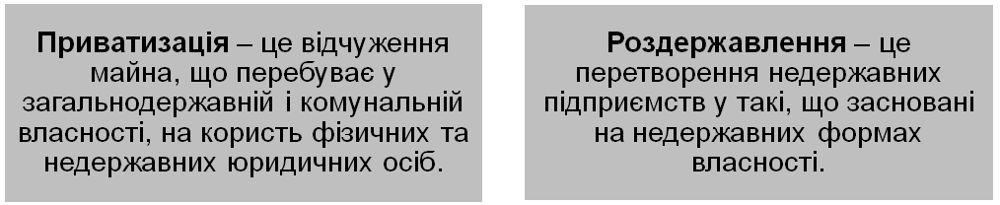 Приватизація – це відчуження
майна, що перебуває у
загальнодержавній і комунальній
власності, на користь фізичних та
недержавних юридичних осіб.
Роздержавлення – це
перетворення недержавних
підприємств у такі, що засновані
на недержавних формах
власності.